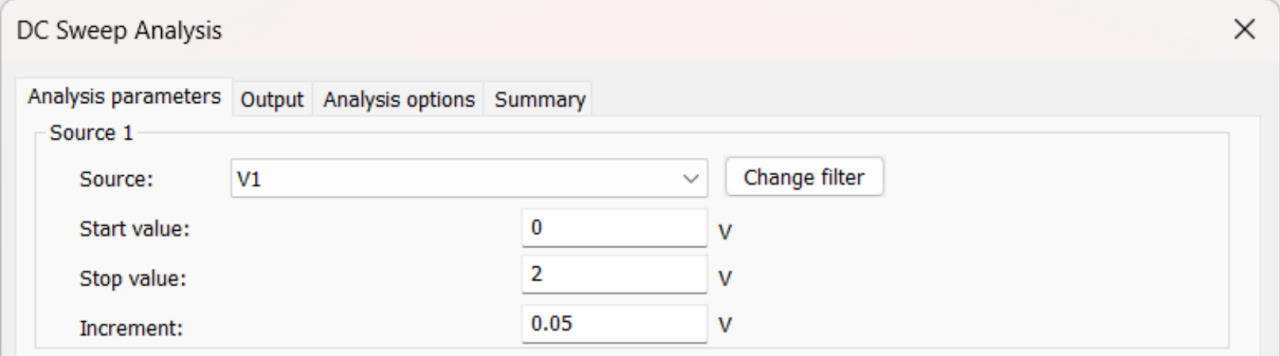 DC Sweep Analysis
Analysis parameters Output Analysis options Summary
Source 1
Source: V1 Change filter
Start value: 0 V
Stop value: 2 V
Increment: 0.05 V